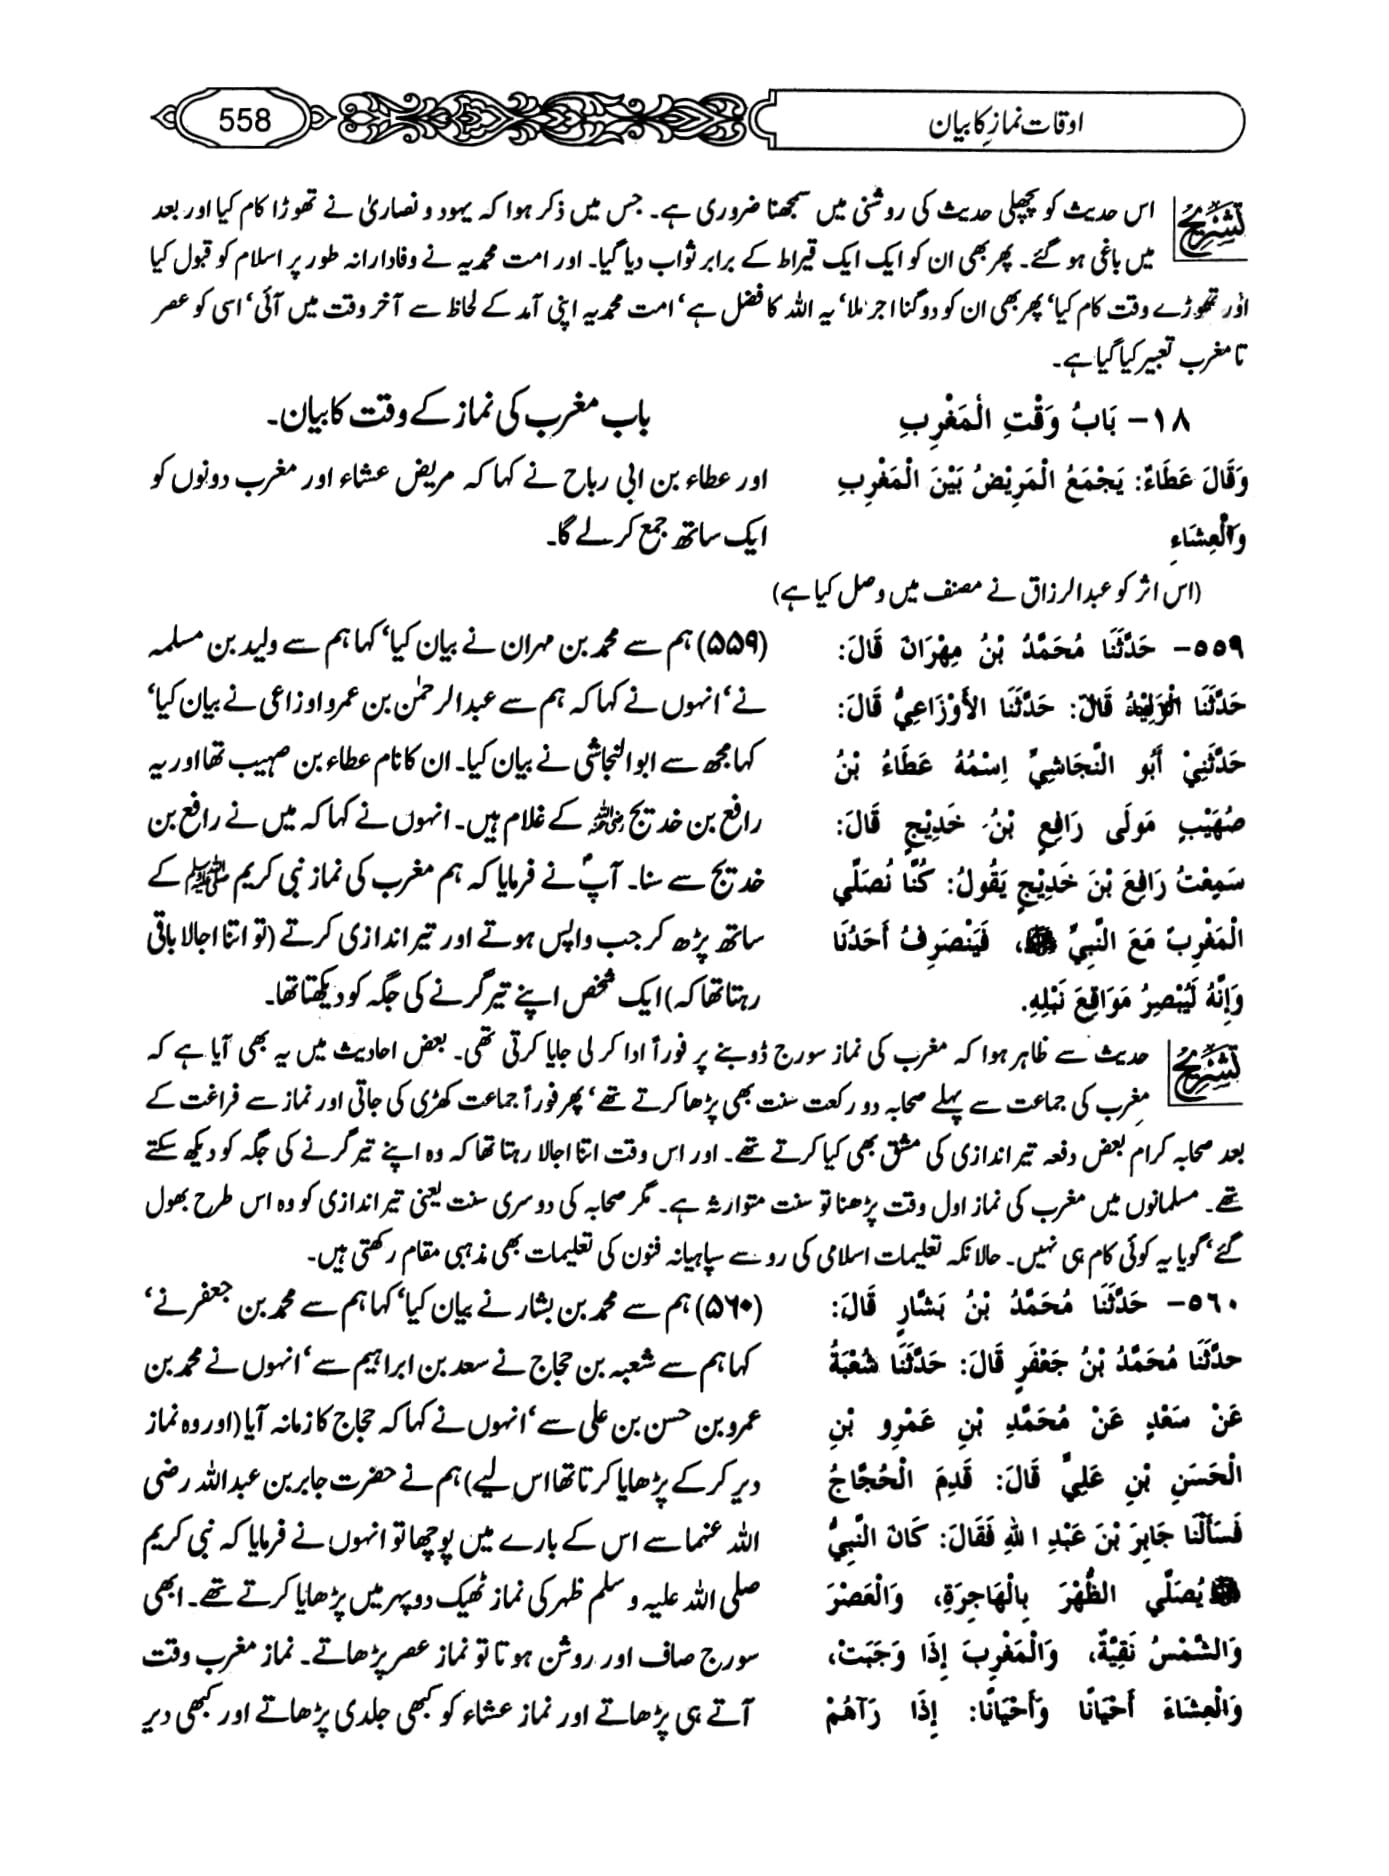 اوقات نماز کا بیان
558
تشریح
اس حدیث کو پچھلی حدیث کی روشنی میں سمجھنا ضروری ہے۔ جس میں ذکر ہوا کہ یہود و نصاریٰ نے تھوڑا کام کیا اور بعد
میں باغی ہو گئے۔ پھر بھی ان کو ایک ایک قیراط کے برابر ثواب دیا گیا۔ اور امت محمدیہ نے وفادارانہ طور پر اسلام کو قبول کیا
اور تھوڑے وقت کام کیا‘ پھر بھی ان کو دوگنا اجر ملا‘ یہ اللہ کا فضل ہے‘ امت محمدیہ اپنی آمد کے لحاظ سے آخر وقت میں آئی‘ اسی کو عصر
تا مغرب تعبیر کیا گیا ہے۔
١٨- بَابُ وَقْتِ الْمَغْرِبِ
وَقَالَ عَطَاءٌ: يَجْمَعُ الْمَرِيْضُ بَيْنَ الْمَغْرِبِ
وَالْعِشَاءِ
باب مغرب کی نماز کے وقت کا بیان۔
اور عطاء بن ابی رباح نے کہا کہ مریض عشاء اور مغرب دونوں کو
ایک ساتھ جمع کرلے گا۔
(اس اثر کو عبدالرزاق نے مصنف میں وصل کیا ہے)
٥٥٩- حَدَّثَنَا مُحَمَّدُ بْنُ مِهْرَانَ قَالَ:
حَدَّثَنَا الْوَلِيْدُ قَالَ: حَدَّثَنَا الأَوْزَاعِيُّ قَالَ:
حَدَّثَنِيْ أَبُو النَّجَاشِيِّ اِسْمُهُ عَطَاءُ بْنُ
صُهَيْبٍ مَولَى رَافِعِ بْنُ خَدِيْجٍ قَالَ:
سَمِعْتُ رَافِعَ بْنَ خَدِيْجٍ يَقُولُ: كُنَّا نُصَلِّي
الْمَغْرِبَ مَعَ النَّبِيِّ ﷺ، فَيَنْصَرِفُ أَحَدُنَا
وَإِنَّهُ لَيُبْصِرُ مَوَاقِعَ نَبْلِهِ.
(۵۵۹) ہم سے محمد بن مہران نے بیان کیا‘ کہا ہم سے ولید بن مسلمہ
نے‘ انہوں نے کہا کہ ہم سے عبدالرحمٰن بن عمرو اوزاعی نے بیان کیا‘
کہا مجھ سے ابوالنجاشی نے بیان کیا۔ ان کا نام عطاء بن صہیب تھا اور یہ
رافع بن خدیج رضی اللہ عنہ کے غلام ہیں۔ انہوں نے کہا کہ میں نے رافع بن
خدیج سے سنا۔ آپؓ نے فرمایا کہ ہم مغرب کی نماز نبی کریم ﷺ کے
ساتھ پڑھ کر جب واپس ہوتے اور تیر اندازی کرتے (تو اتنا اجالا باقی
رہتا تھا کہ) ایک شخص اپنے تیر گرنے کی جگہ کو دیکھتا تھا۔
تشریح
حدیث سے ظاہر ہوا کہ مغرب کی نماز سورج ڈوبنے پر فوراً ادا کرلی جایا کرتی تھی۔ بعض احادیث میں یہ بھی آیا ہے کہ
مغرب کی جماعت سے پہلے صحابہ دو رکعت سنت بھی پڑھا کرتے تھے‘ پھر فوراً جماعت کھڑی کی جاتی اور نماز سے فراغت کے
بعد صحابہ کرام بعض دفعہ تیر اندازی کی مشق بھی کیا کرتے تھے۔ اور اس وقت اتنا اجالا رہتا تھا کہ وہ اپنے تیر گرنے کی جگہ کو دیکھ سکتے
تھے۔ مسلمانوں میں مغرب کی نماز اول وقت پڑھنا تو سنت متوارثہ ہے۔ مگر صحابہ کی دوسری سنت یعنی تیر اندازی کو وہ اس طرح بھول
گئے‘ گویا یہ کوئی کام ہی نہیں۔ حالانکہ تعلیمات اسلامی کی رو سے سپاہیانہ فنون کی تعلیمات بھی مذہبی مقام رکھتی ہیں۔
٥٦٠- حَدَّثَنَا مُحَمَّدُ بْنُ بَشَّارٍ قَالَ:
حدَّثَنَا مُحَمَّدُ بْنُ جَعْفَرٍ قَالَ: حَدَّثَنَا شُعْبَةُ
عَنْ سَعْدٍ عَنْ مُحَمَّدِ بْنِ عَمْرِو بْنِ
الْحَسَنِ بْنِ عَلِيٍّ قَالَ: قَدِمَ الْحُجَّاجُ
فَسَأَلْنَا جَابِرَ بْنَ عَبْدِ اللهِ فَقَالَ: كَانَ النَّبِيُّ
ﷺ يُصَلِّي الظُّهْرَ بِالْهَاجِرَةِ، وَالْعَصْرَ
وَالشَّمْسُ نَقِيَّةٌ، وَالْمَغْرِبَ إِذَا وَجَبَتْ،
وَالْعِشَاءَ أَحْيَانًا وَأَحْيَانًا: إِذَا رَآهُمْ
(۵۶۰) ہم سے محمد بن بشار نے بیان کیا‘ کہا ہم سے محمد بن جعفر نے‘
کہا ہم سے شعبہ بن حجاج نے سعد بن ابراہیم سے‘ انہوں نے محمد بن
عمرو بن حسن بن علی سے‘ انہوں نے کہا کہ حجاج کا زمانہ آیا (اور وہ نماز
دیر کرکے پڑھایا کرتا تھا اس لیے) ہم نے حضرت جابر بن عبداللہ رضی
اللہ عنما سے اس کے بارے میں پوچھا تو انہوں نے فرمایا کہ نبی کریم
صلی اللہ علیہ وسلم ظہر کی نماز ٹھیک دوپہر میں پڑھایا کرتے تھے۔ ابھی
سورج صاف اور روشن ہوتا تو نماز عصر پڑھاتے۔ نماز مغرب وقت
آتے ہی پڑھاتے اور نماز عشاء کو کبھی جلدی پڑھاتے اور کبھی دیر